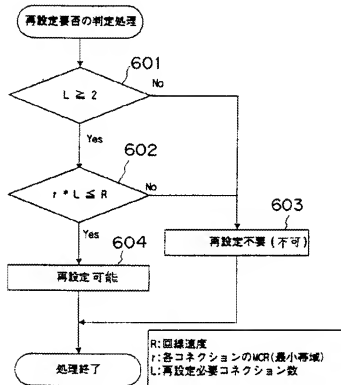 再設定要否の判定処理
601
L ≧ 2
No
Yes
602
r * L ≦ R
No
Yes
603
再設定不要(不可)
604
再設定可能
処理終了
R:回線速度
r:各コネクションのMCR(最小帯域)
L:再設定必要コネクション数